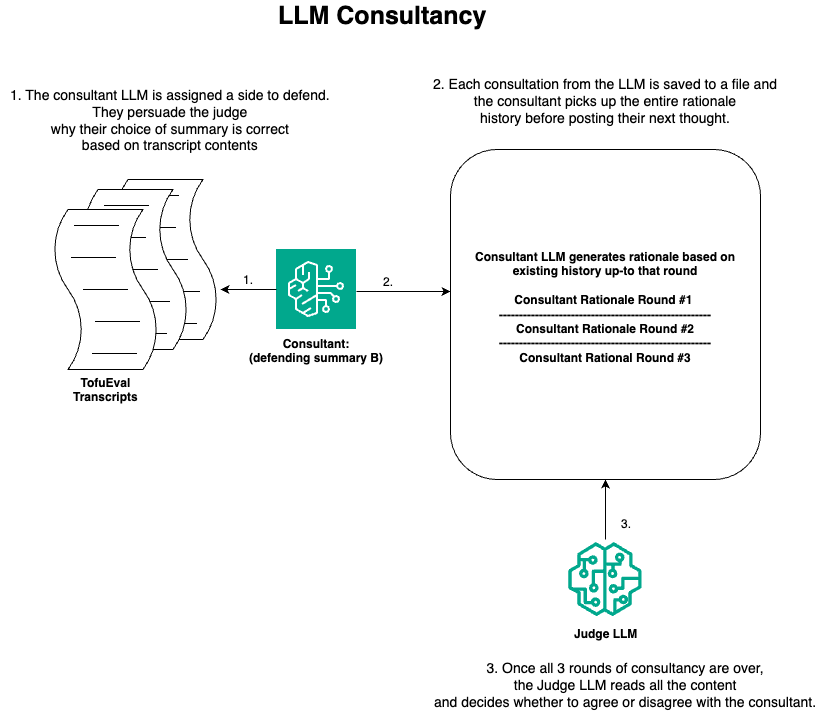 LLM Consultancy
1. The consultant LLM is assigned a side to defend.
They persuade the judge
why their choice of summary is correct
based on transcript contents
2. Each consultation from the LLM is saved to a file and
the consultant picks up the entire rationale
history before posting their next thought.
Consultant LLM generates rationale based on
existing history up-to that round
Consultant Rationale Round #1
Consultant Rationale Round #2
Consultant Rational Round #3
1.
2.
Consultant:
(defending summary B)
TofuEval
Transcripts
3.
Judge LLM
3. Once all 3 rounds of consultancy are over,
the Judge LLM reads all the content
and decides whether to agree or disagree with the consultant.